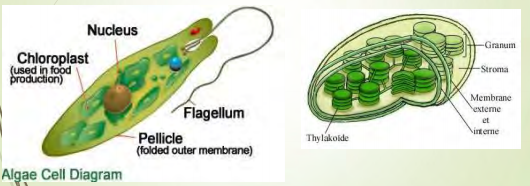 Nucleus
Chloroplast
(used in food
production)
Flagellum
Pellicle
(folded outer membrane)
Algae Cell Diagram
Granum
Stroma
Membrane
externe
et
interne
Thylakoïde